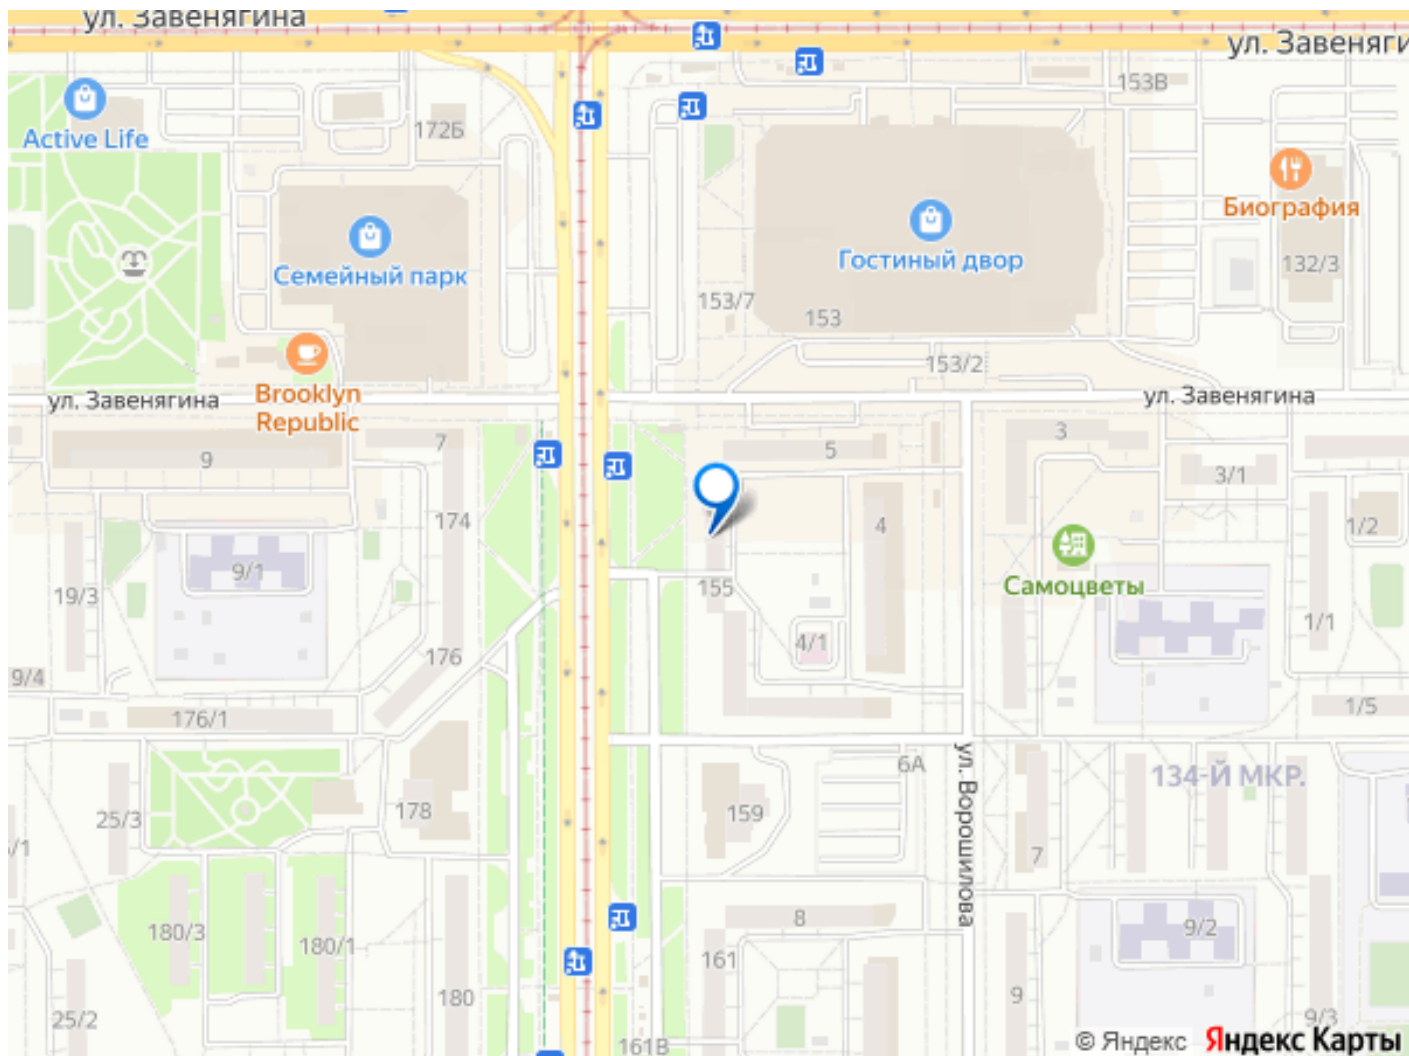 ул. Завенягина
ул. Завеняги
153В
Active Life
172Б
Биография
Гостиный двор
132/3
Семейный парк
153/7
153
153/2
ул. Завенягина
Brooklyn
Republic
ул. Завенягина
7
5
3
9
3/1
174
4
1/2
9/1
155
Самоцветы
19/3
1/1
4/1
176
9/4
176/1
1/5
6А
134-Й МКР.
ул. Ворошилова
178
159
25/3
/1
7
180/3
180/1
8
9/2
161
180
9
25/2
9/3
161В
© Яндекс Яндекс Карты